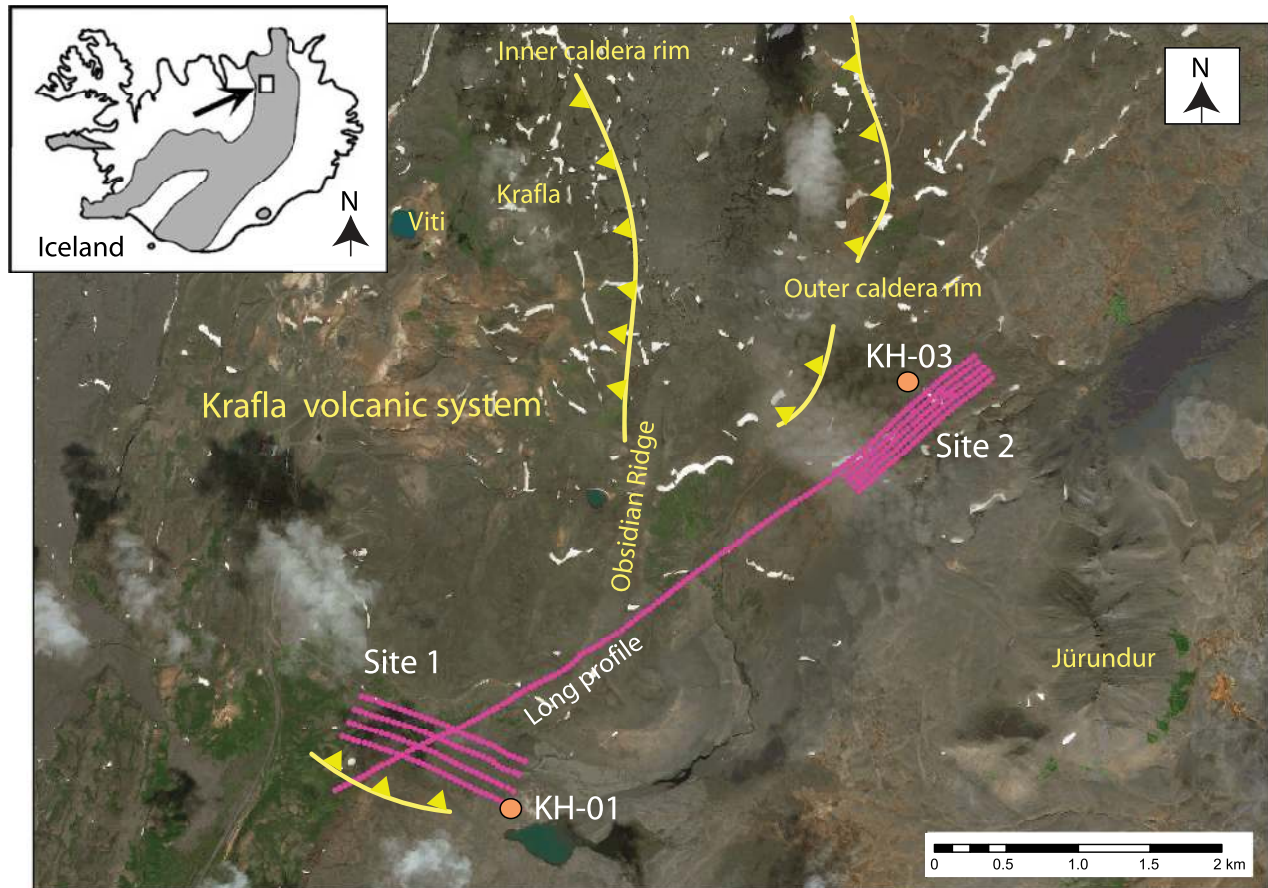 Inner caldera rim
N
Krafla
Viti
N
Iceland
Outer caldera rim
KH-03
Krafla volcanic system
Site 2
Obsidian Ridge
Site 1
Long profile
Jürundur
KH-01
0 0.5 1.0 1.5 2 km